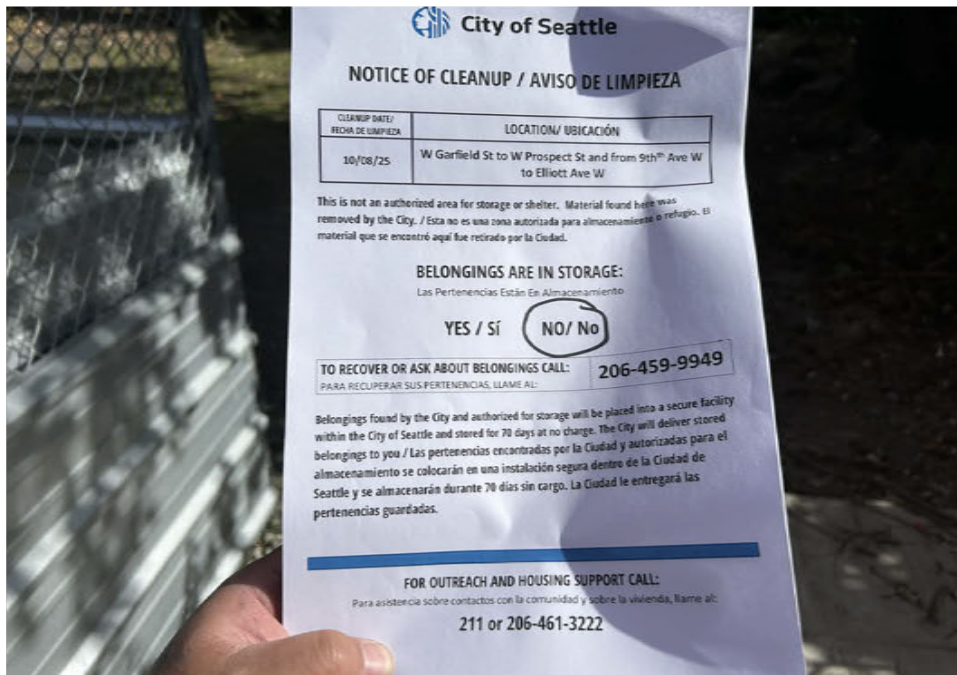 City of Seattle
NOTICE OF CLEANUP / AVISO DE LIMPIEZA
CLEANUP DATE/
FECHA DE LIMPIEZA
LOCATION/ UBICACIÓN
10/08/25
W Garfield St to W Prospect St and from 9th Ave W
to Elliott Ave W
This is not an authorized area for storage or shelter. Material found here was
removed by the City. / Esta no es una zona autorizada para almacenamiento o refugio. El
material que se encontró aquí fue retirado por la Ciudad.
BELONGINGS ARE IN STORAGE:
Las Pertenencias Están En Almacenamiento
YES / Sí NO/ No
TO RECOVER OR ASK ABOUT BELONGINGS CALL:
PARA RECUPERAR SUS PERTENENCIAS, LLAME AL:
206-459-9949
Belongings found by the City and authorized for storage will be placed into a secure facility
within the City of Seattle and stored for 70 days at no charge. The City will deliver stored
belongings to you / Las pertenencias encontradas por la Ciudad y autorizadas para el
almacenamiento se colocarán en una instalación segura dentro de la Ciudad de
Seattle y se almacenarán durante 70 días sin cargo. La Ciudad le entregará las
pertenencias guardadas.
FOR OUTREACH AND HOUSING SUPPORT CALL:
Para asistencia sobre contactos con la comunidad y sobre la vivienda, llame al:
211 or 206-461-3222